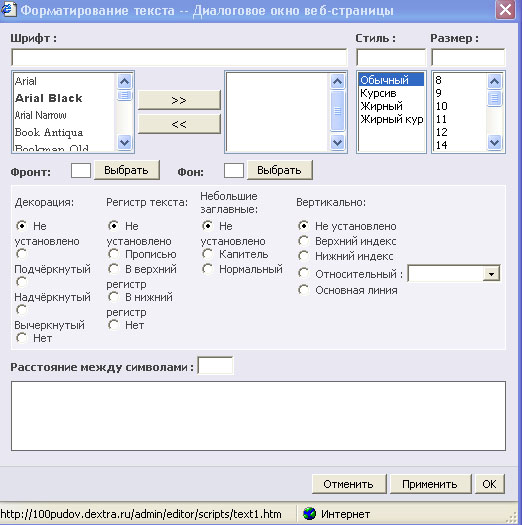 Форматирование текста -- Диалоговое окно веб-страницы
Шрифт : Стиль : Размер :
Arial
Arial Black
Arial Narrow
Book Antiqua
Bookman Old
>>
<<
Обычный
Курсив
Жирный
Жирный кур
8
9
10
11
12
14
Фронт: Выбрать Фон: Выбрать
Декорация:
Не
установлено
Подчёркнутый
Надчёркнутый
Вычеркнутый
Нет
Регистр текста:
Не
установлено
Прописью
В верхний
регистр
В нижний
регистр
Нет
Небольшие
заглавные:
Не
установлено
Капитель
Нормальный
Вертикально:
Не установлено
Верхний индекс
Нижний индекс
Относительный :
Основная линия
Расстояние между символами :
Отменить Применить OK
http://100pudov.dextra.ru/admin/editor/scripts/text1.htm Интернет